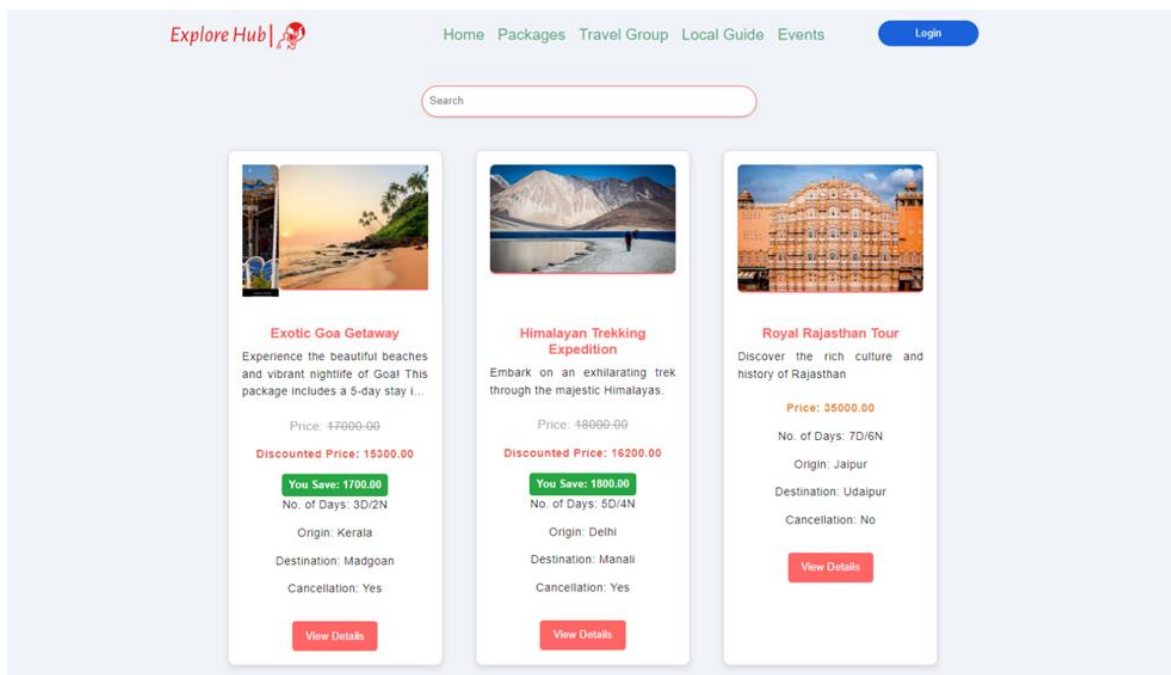 Explore Hub|
Home Packages Travel Group Local Guide Events
Login
Search
Exotic Goa Getaway
Experience the beautiful beaches
and vibrant nightlife of Goa! This
package includes a 5-day stay i...
Price: 17000.00
Discounted Price: 15300.00
You Save: 1700.00
No. of Days: 3D/2N
Origin: Kerala
Destination: Madgoan
Cancellation: Yes
View Details
Himalayan Trekking
Expedition
Embark on an exhilarating trek
through the majestic Himalayas.
Price: 18000.00
Discounted Price: 16200.00
You Save: 1800.00
No. of Days: 5D/4N
Origin: Delhi
Destination: Manali
Cancellation: Yes
View Details
Royal Rajasthan Tour
Discover the rich culture and
history of Rajasthan
Price: 35000.00
No. of Days: 7D/6N
Origin: Jaipur
Destination: Udaipur
Cancellation: No
View Details